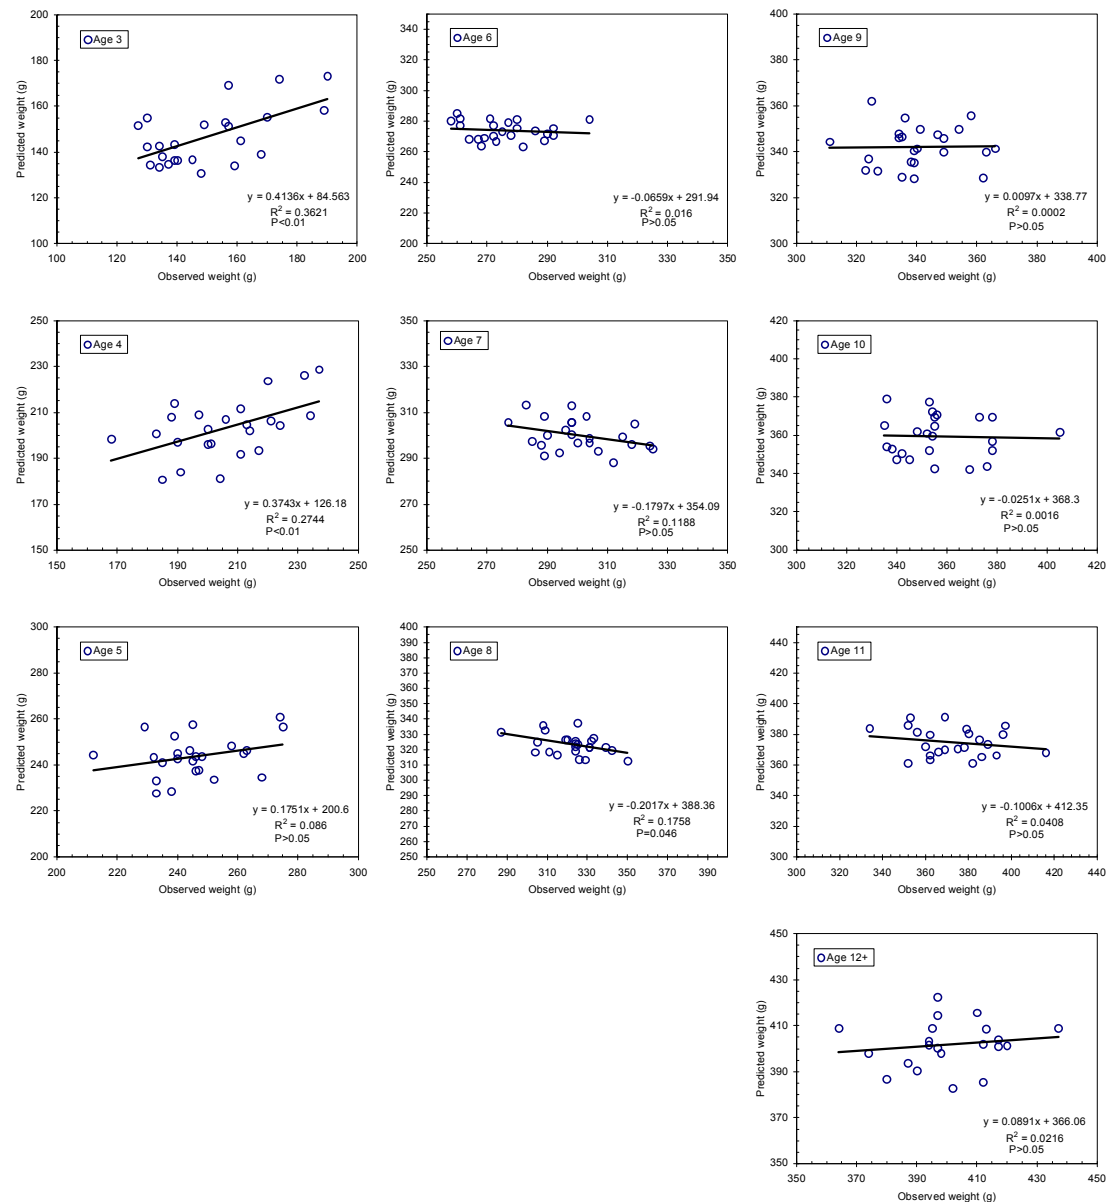 Age 3
Predicted weight (g)
200
180
160
140
120
100
y = 0.4136x + 84.563
R² = 0.3621
P<0.01
100 120 140 160 180 200
Observed weight (g)
Age 6
Predicted weight (g)
340
320
300
280
260
240
220
200
y = -0.0659x + 291.94
R² = 0.016
P>0.05
250 270 290 310 330 350
Observed weight (g)
Age 9
Predicted weight (g)
400
380
360
340
320
300
y = 0.0097x + 338.77
R² = 0.0002
P>0.05
300 320 340 360 380 400
Observed weight (g)
Age 4
Predicted weight (g)
250
230
210
190
170
150
y = 0.3743x + 126.18
R² = 0.2744
P<0.01
150 170 190 210 230 250
Observed weight (g)
Age 7
Predicted weight (g)
350
330
310
290
270
250
y = -0.1797x + 354.09
R² = 0.1188
P>0.05
250 270 290 310 330 350
Observed weight (g)
Age 10
Predicted weight (g)
420
400
380
360
340
320
300
y = -0.0251x + 368.3
R² = 0.0016
P>0.05
300 320 340 360 380 400 420
Observed weight (g)
Age 5
Predicted weight (g)
300
280
260
240
220
200
y = 0.1751x + 200.6
R² = 0.086
P>0.05
200 220 240 260 280 300
Observed weight (g)
Age 8
Predicted weight (g)
400
390
380
370
360
350
340
330
320
310
300
290
280
270
260
250
y = -0.2017x + 388.36
R² = 0.1758
P=0.046
250 270 290 310 330 350 370 390
Observed weight (g)
Age 11
Predicted weight (g)
440
420
400
380
360
340
320
300
y = -0.1006x + 412.35
R² = 0.0408
P>0.05
300 320 340 360 380 400 420 440
Observed weight (g)
Age 12+
Predicted weight (g)
450
430
410
390
370
350
y = 0.0891x + 366.06
R² = 0.0216
P>0.05
350 370 390 410 430 450
Observed weight (g)